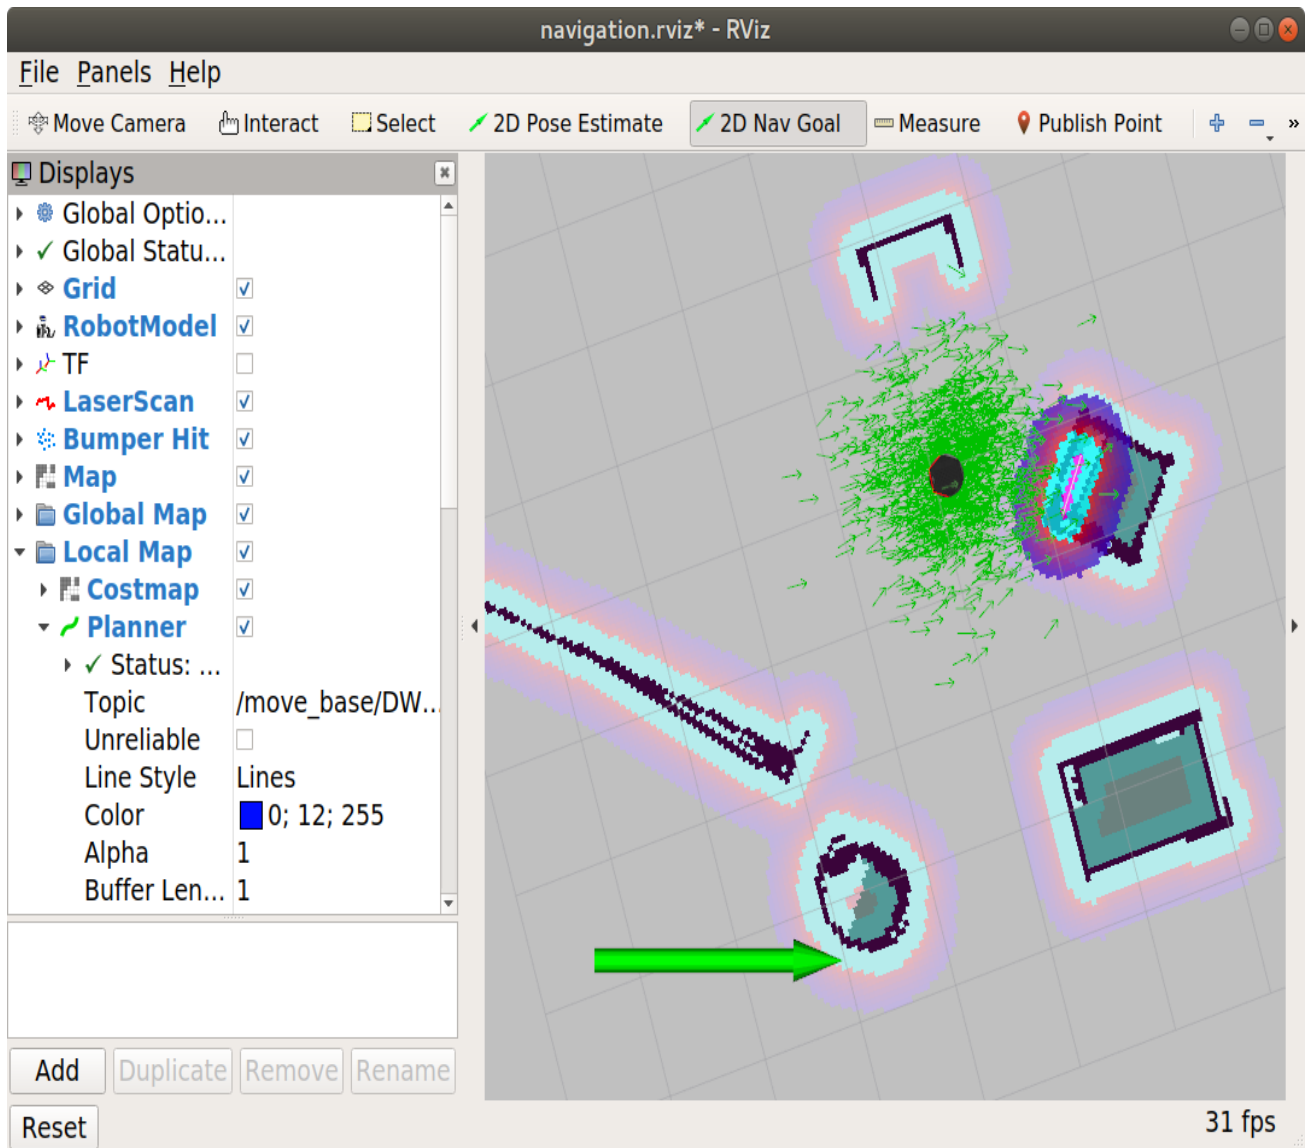 navigation.rviz* - RViz
File Panels Help
Move Camera Interact Select 2D Pose Estimate 2D Nav Goal Measure Publish Point »
Displays
Global Optio...
Global Statu...
Grid
RobotModel
TF
LaserScan
Bumper Hit
Map
Global Map
Local Map
Costmap
Planner
Status: ...
Topic /move_base/DW...
Unreliable
Line Style Lines
Color 0; 12; 255
Alpha 1
Buffer Len... 1
Add Duplicate Remove Rename
Reset 31 fps